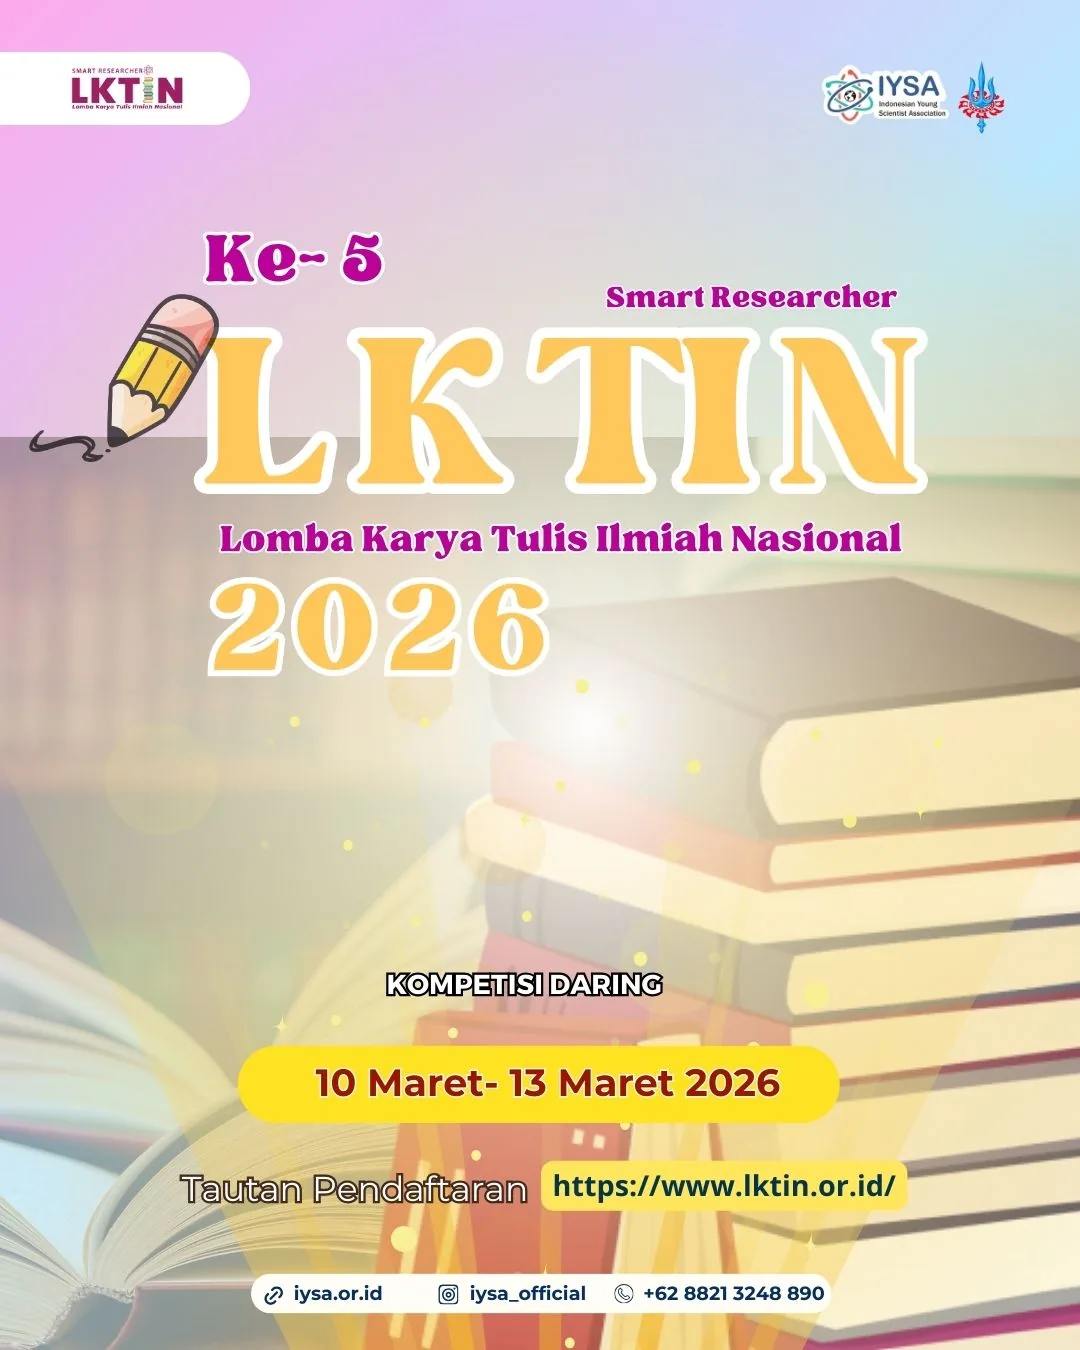 SMART RESEARCHER
LKTIN
Lomba Karya Tulis Ilmiah Nasional
IYSA
Indonesian Young
Scientist Association
Ke- 5
Smart Researcher
LKTIN
Lomba Karya Tulis Ilmiah Nasional
2026
KOMPETISI DARING
10 Maret- 13 Maret 2026
Tautan Pendaftaran https://www.lktin.or.id/
iysa.or.id iysa_official +62 8821 3248 890